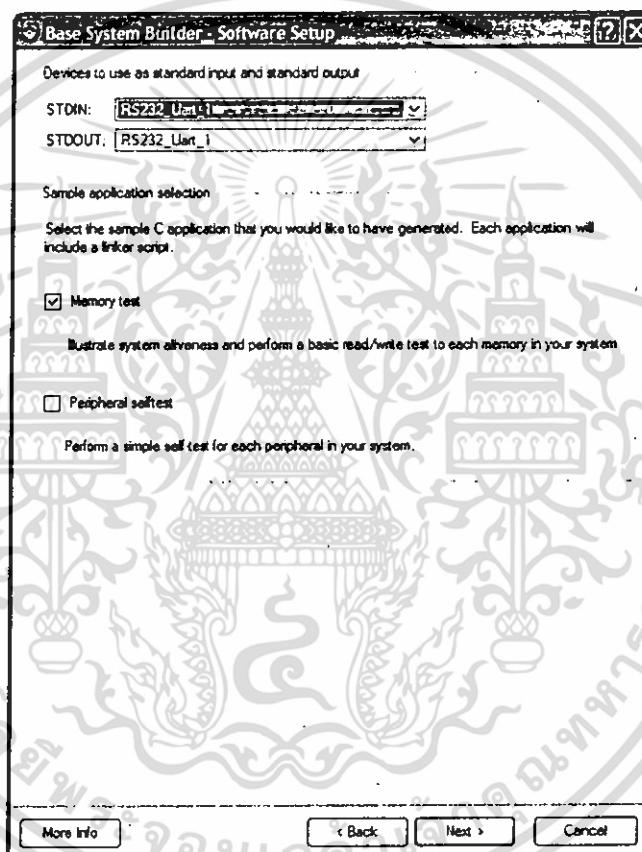 Base System Builder - Software Setup
Devices to use as standard input and standard output
STDIN: RS232_Uart_1
STDOUT: RS232_Uart_1
Sample application selection
Select the sample C application that you would like to have generated. Each application will
include a linker script.
Memory test
Illustrate system aliveness and perform a basic read/write test to each memory in your system
Peripheral selftest
Perform a simple self test for each peripheral in your system.
More Info
< Back
Next >
Cancel